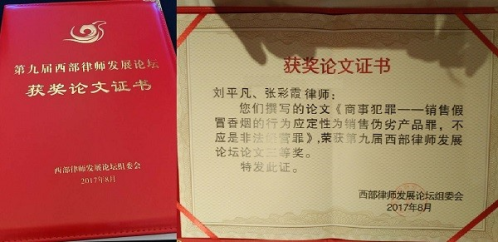 第九届西部律师发展论坛
获奖论文证书
西部律师发展论坛组委会
2017年8月
获奖论文证书
刘平凡、张彩霞律师：
您们撰写的论文《商事犯罪——销售假
冒香烟的行为应定性为销售伪劣产品罪，不
应是非法经营罪》,荣获第九届西部律师发展
论坛论文等奖。
特发此证。
西部律师发展论坛组委会
2017年8月